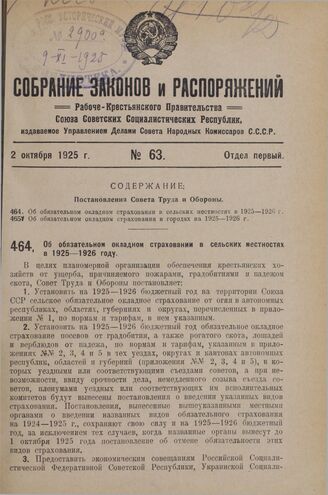 № 2900
9-XI-1925
СОБРАНИЕ ЗАКОНОВ и РАСПОРЯЖЕНИЙ
Рабоче-Крестьянского Правительства
Союза Советских Социалистических Республик,
издаваемое Управлением Делами Совета Народных Комиссаров С.С.С.Р.
2 октября 1925 г. № 63. Отдел первый.
СОДЕРЖАНИЕ:
Постановления Совета Труда и Обороны.
464. Об обязательном окладном страховании в сельских местностях в 1925—1926 г.
465. Об обязательном окладном страховании в городах на 1925—1926 г.
464. Об обязательном окладном страховании в сельских местностях
в 1925—1926 году.
В целях планомерной организации обеспечения крестьянских хо-
зяйств от ущерба, причиняемого пожарами, градобитиями и падежом
скота, Совет Труда и Обороны постановляет:
1. Установить на 1925—1926 бюджетный год на территории Союза
ССР сельское обязательное окладное страхование от огня в автономных
республиках, областях, губерниях и округах, перечисленных в прило-
жении № 1, по нормам и тарифам, в нем указанным.
2. Установить на 1925—1926 бюджетный год обязательное окладное
страхование посевов от градобития, а также рогатого скота, лошадей
и верблюдов от падежа, по нормам и тарифам, указанным в прило-
жениях №№ 2, 3, 4 и 5 в тех уездах, округах и кантонах автономных
республик, областей и губерний (приложения №№ 2, 3, 4 и 5), в ко-
торых уездными или соответствующими съездами советов, а при не-
возможности, ввиду срочности дела, немедленного созыва съезда со-
ветов, пленумами уездных или соответствующих им исполнительных
комитетов будут вынесены постановления о введении указанных видов
страхования. Постановления, вынесенные вышеуказанными местными
органами о введении названных видов обязательного страхования
на 1924—1925 г., сохраняют свою силу и на 1925—1926 бюджетный
год, за исключением тех случаев, когда названные органы вынесут до
1 октября 1925 года постановление об отмене обязательности этих
видов страхования.
3. Предоставить экономическим совещаниям Российской Социали-
стической Федеративной Советской Республики, Украинской Социали-